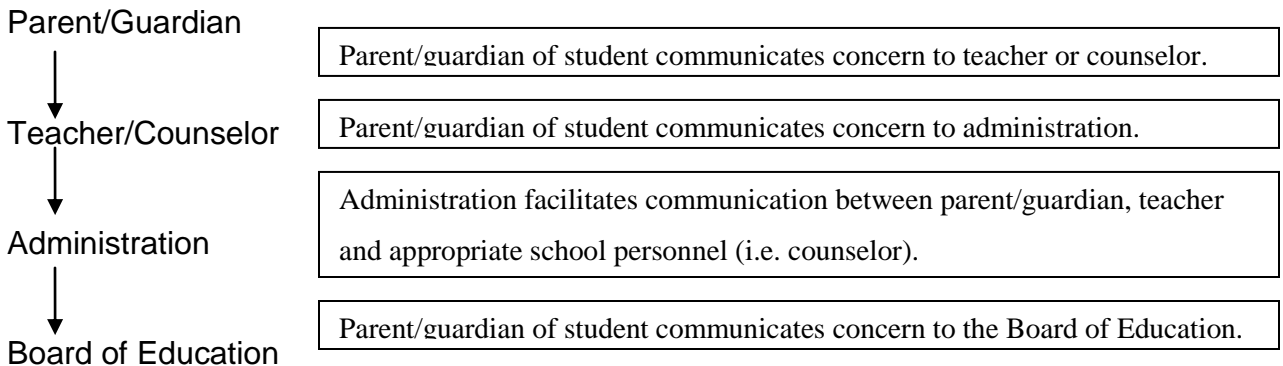 Parent/Guardian
Parent/guardian of student communicates concern to teacher or counselor.
Teacher/Counselor
Parent/guardian of student communicates concern to administration.
Administration facilitates communication between parent/guardian, teacher
and appropriate school personnel (i.e. counselor).
Administration
Parent/guardian of student communicates concern to the Board of Education.
Board of Education